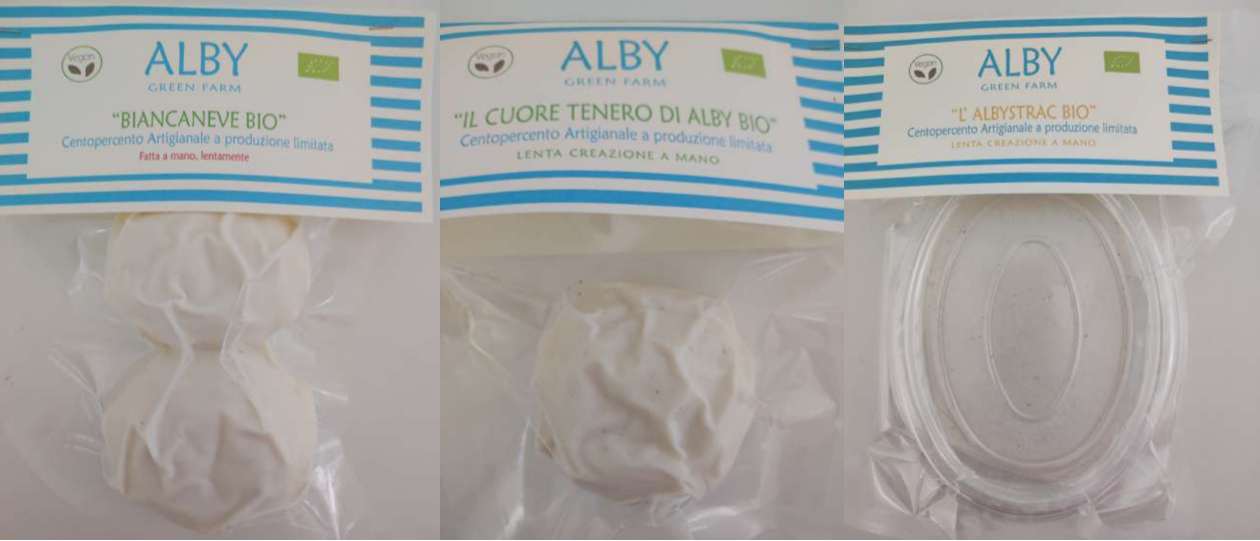 Vegan
ALBY
GREEN FARM
"BIANCANEVE BIO"
Centopercento Artigianale a produzione limitata
Fatta a mano, lentamente
Vegan
ALBY
GREEN FARM
"IL CUORE TENERO DI ALBY BIO"
Centopercento Artigianale a produzione limitata
LENTA CREAZIONE A MANO
Vegan
ALBY
GREEN FARM
"L' ALBYSTRAC BIO"
Centopercento Artigianale a produzione limitata
LENTA CREAZIONE A MANO